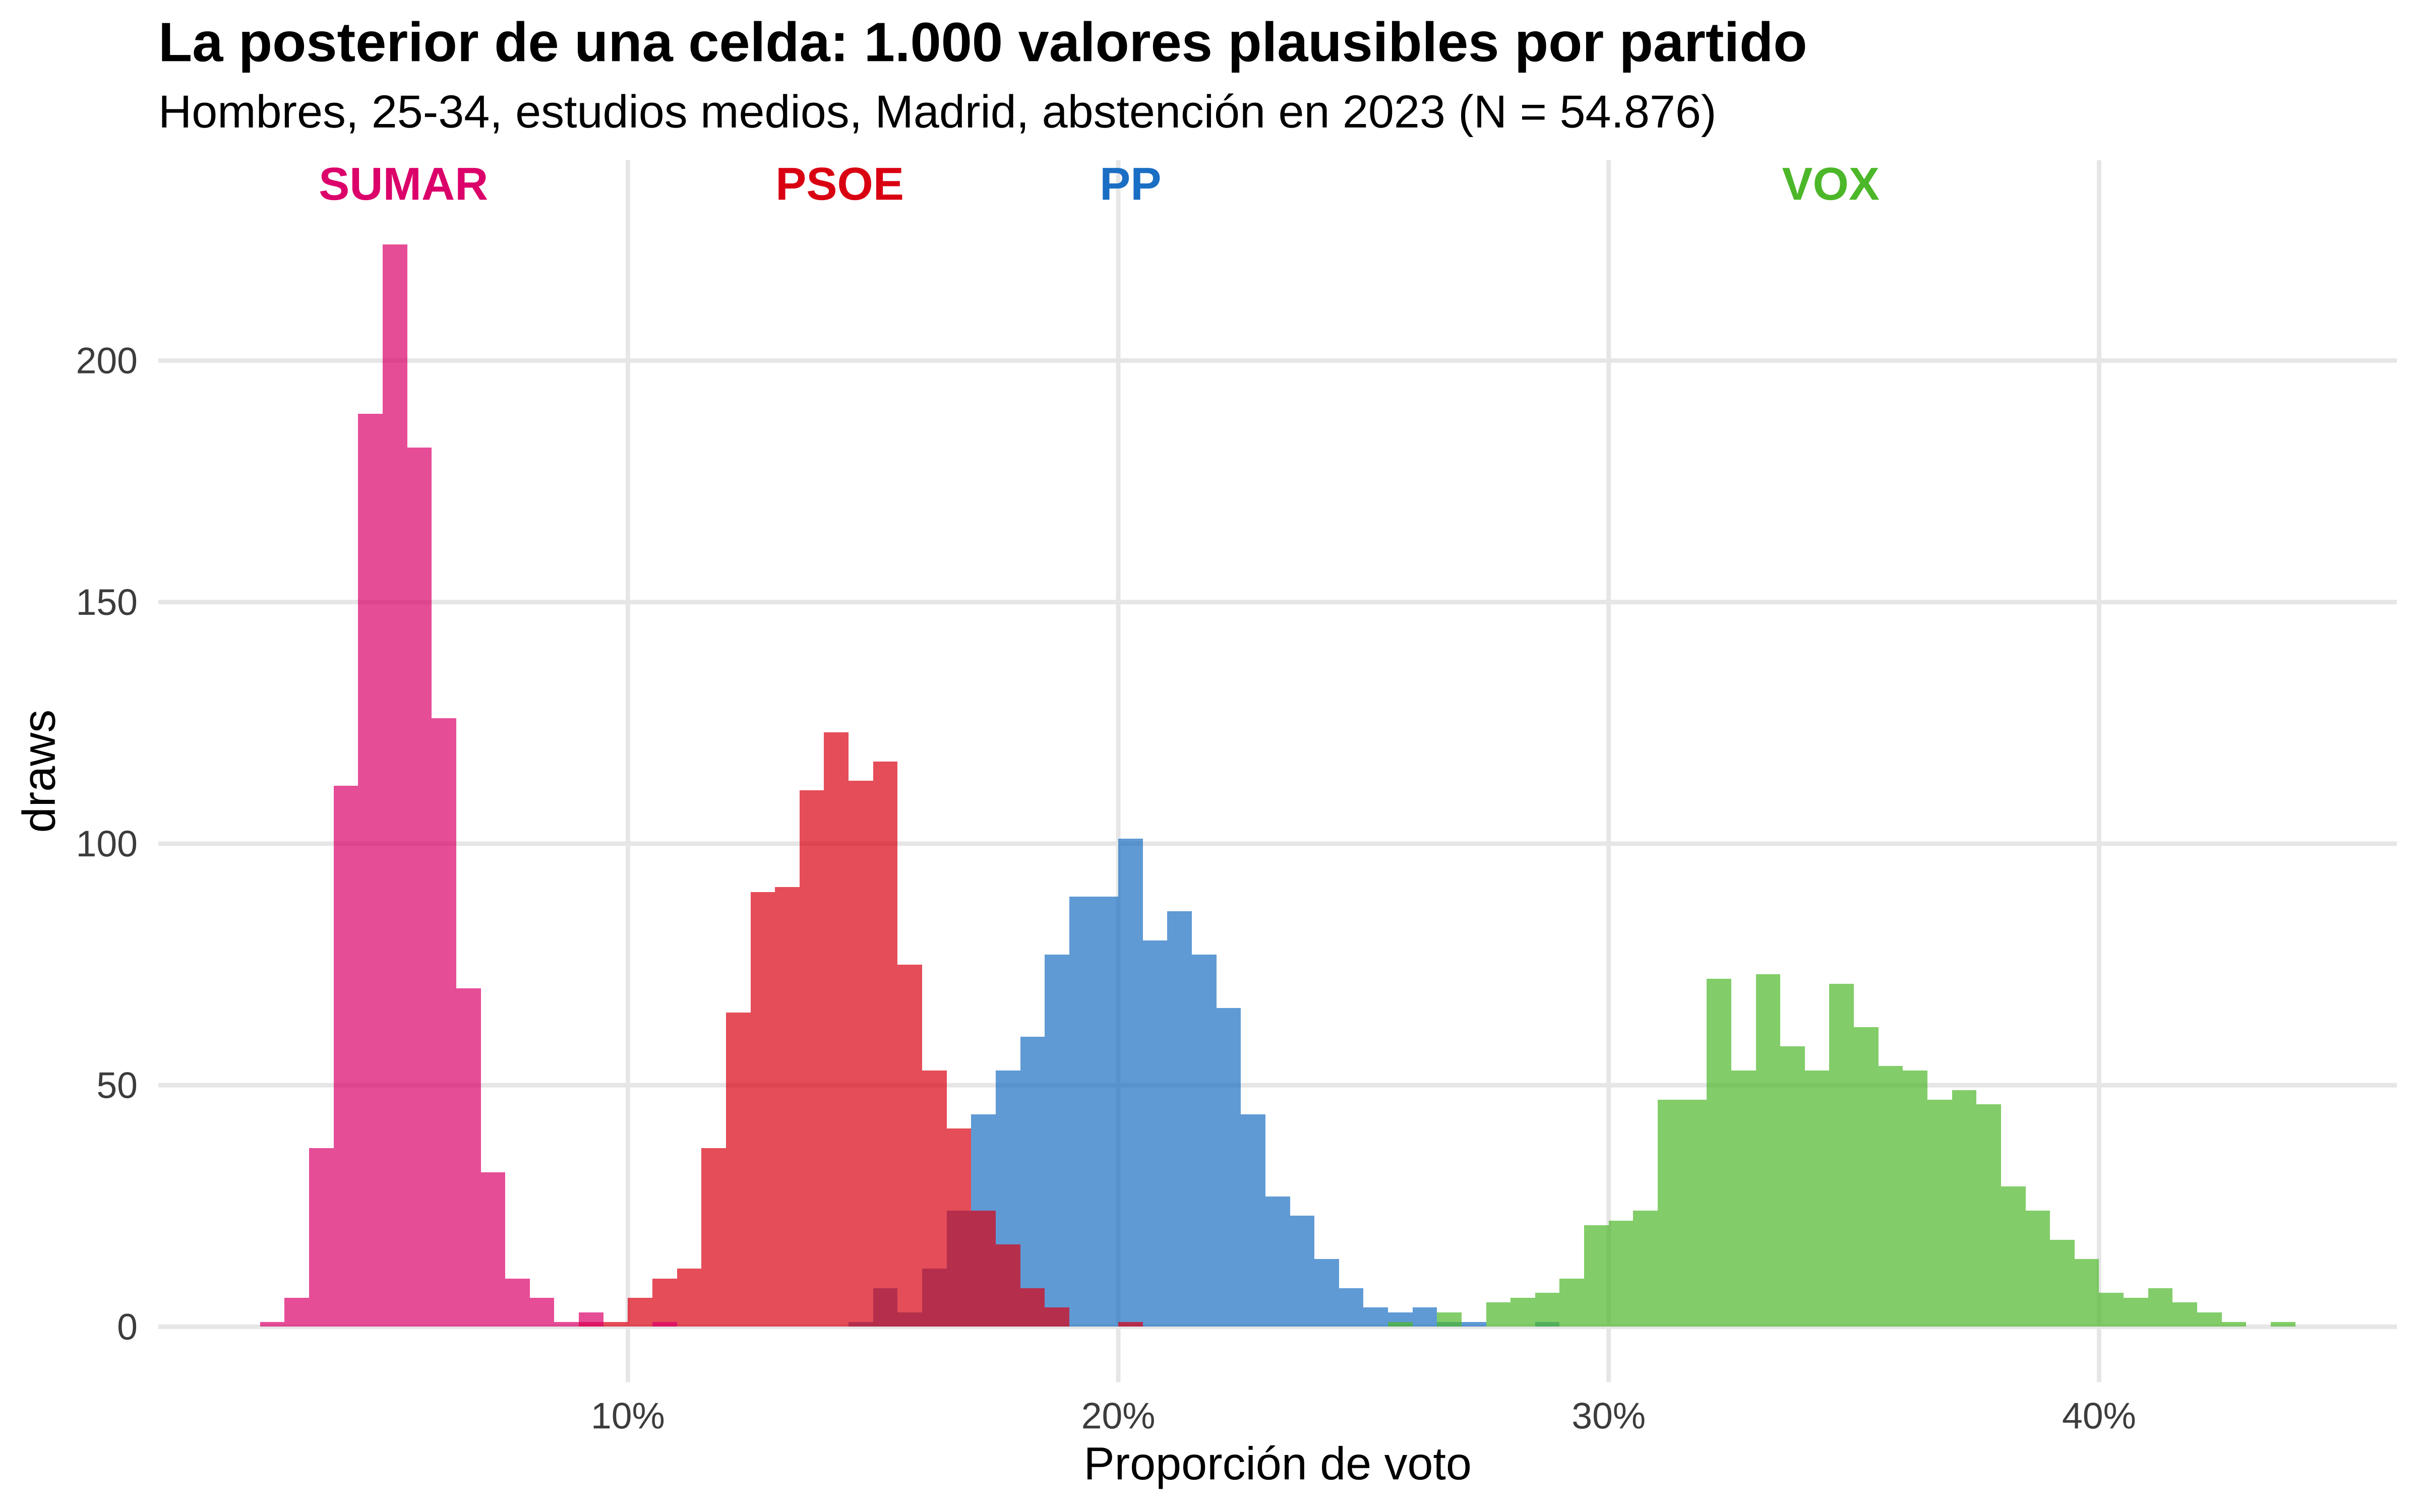 La posterior de una celda: 1.000 valores plausibles por partido
Hombres, 25-34, estudios medios, Madrid, abstención en 2023 (N = 54.876)
SUMAR PSOE PP VOX
200
150
100
50
0
draws
10% 20% 30% 40%
Proporción de voto